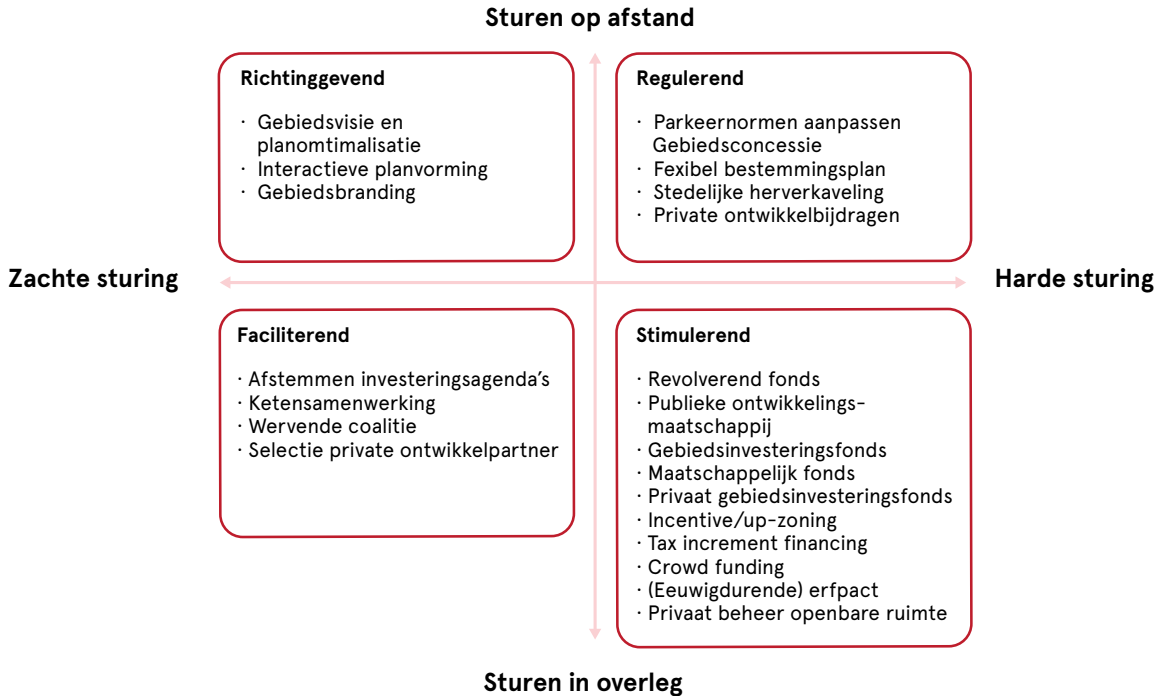 Sturen op afstand
Richtinggevend
· Gebiedsvisie en
planomtimalisatie
· Interactieve planvorming
· Gebiedsbranding
Regulerend
· Parkeernormen aanpassen
Gebiedsconcessie
· Fexibel bestemmingsplan
· Stedelijke herverkaveling
· Private ontwikkelbijdragen
Zachte sturing
Harde sturing
Faciliterend
· Afstemmen investeringsagenda’s
· Ketensamenwerking
· Wervende coalitie
· Selectie private ontwikkelpartner
Stimulerend
· Revolverend fonds
· Publieke ontwikkelings-
maatschappij
· Gebiedsinvesteringsfonds
· Maatschappelijk fonds
· Privaat gebiedsinvesteringsfonds
· Incentive/up-zoning
· Tax increment financing
· Crowd funding
· (Eeuwigdurende) erfpact
· Privaat beheer openbare ruimte
Sturen in overleg